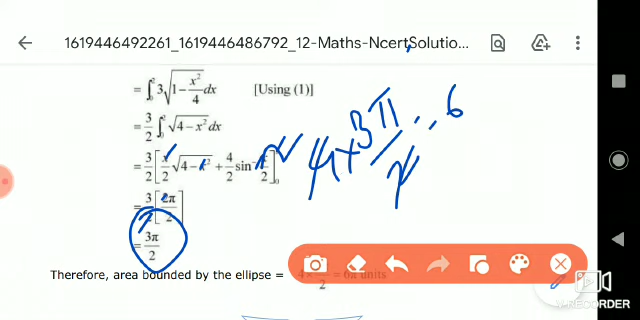 1619446492261_1619446486792_12-Maths-NcertSolutio...
= ∫₀² 3√(1 − x²/4) dx [Using (1)]
= 3/2 ∫₀² √(4 − x²) dx
= 3/2 [x/2 √(4 − x²) + 4/2 sin⁻¹ x/2]₀²
= 3/2 [2π/2]
= 3π/2
4 × 3π/2 .. 6
Therefore, area bounded by the ellipse = = 6π units
N-RECORDER